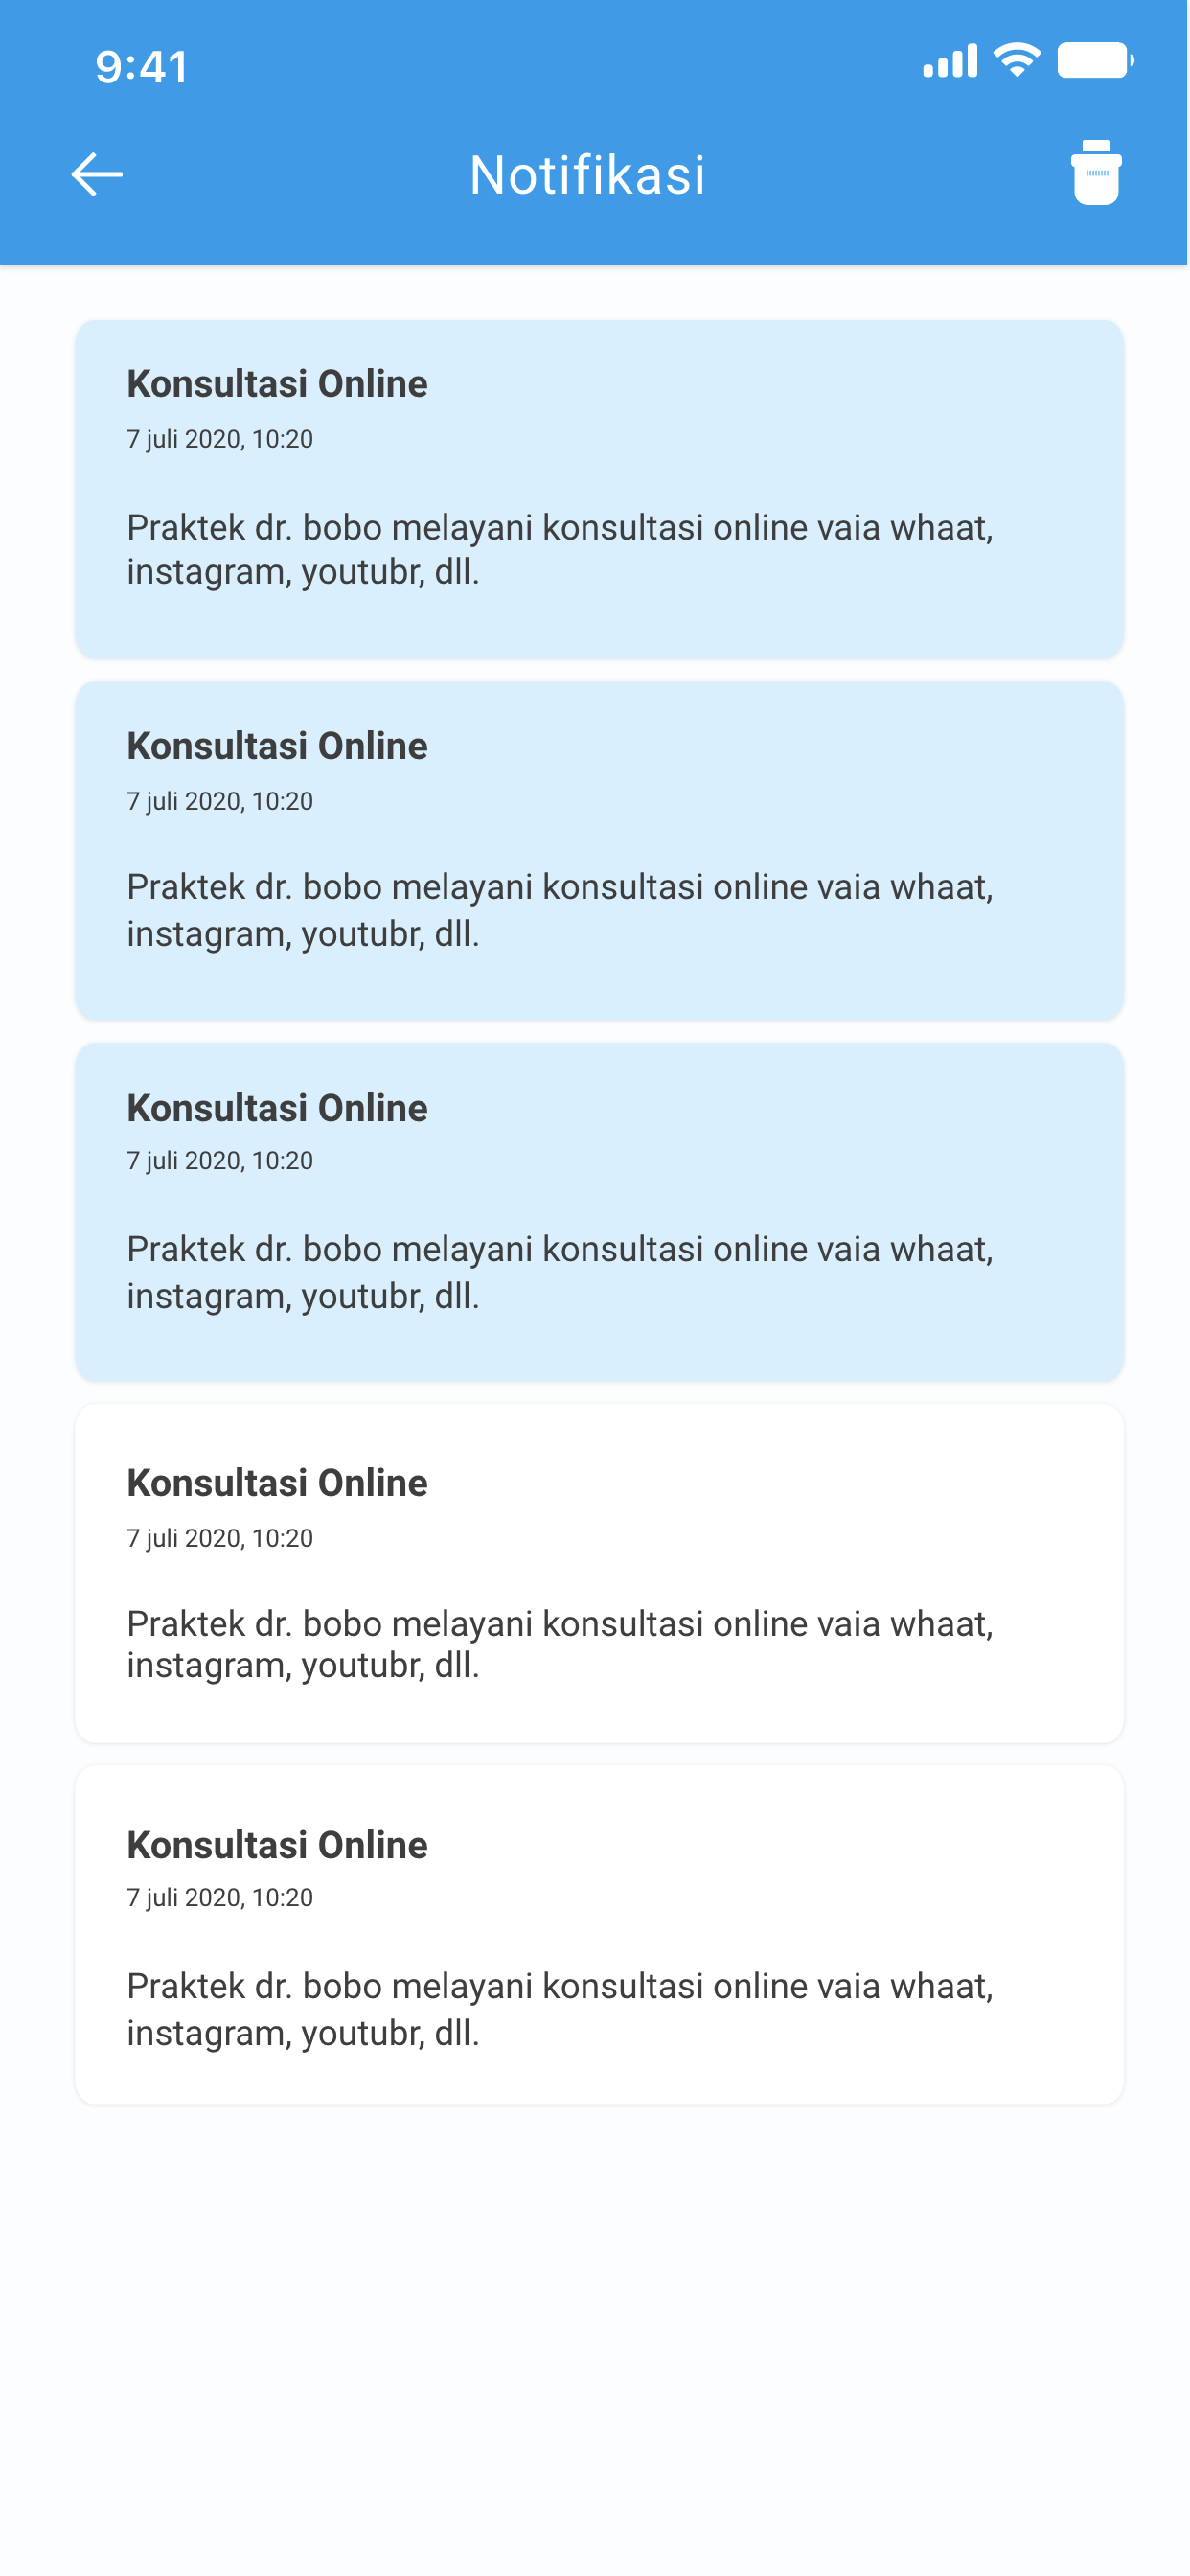 9:41
Notifikasi
Konsultasi Online
7 juli 2020, 10:20
Praktek dr. bobo melayani konsultasi online vaia whaat,
instagram, youtubr, dll.
Konsultasi Online
7 juli 2020, 10:20
Praktek dr. bobo melayani konsultasi online vaia whaat,
instagram, youtubr, dll.
Konsultasi Online
7 juli 2020, 10:20
Praktek dr. bobo melayani konsultasi online vaia whaat,
instagram, youtubr, dll.
Konsultasi Online
7 juli 2020, 10:20
Praktek dr. bobo melayani konsultasi online vaia whaat,
instagram, youtubr, dll.
Konsultasi Online
7 juli 2020, 10:20
Praktek dr. bobo melayani konsultasi online vaia whaat,
instagram, youtubr, dll.